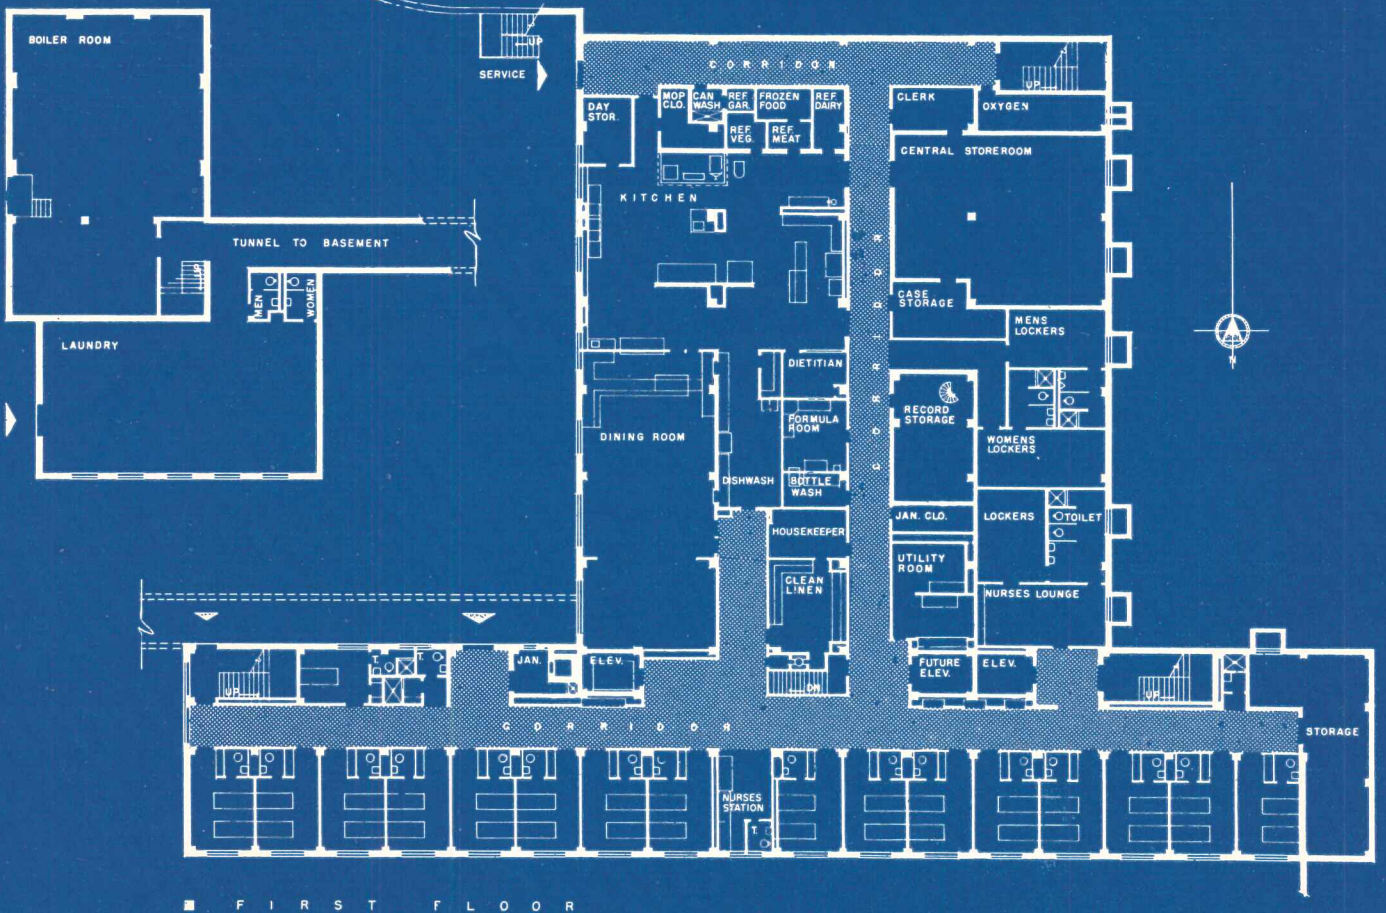 BOILER ROOM
UP
SERVICE
CORRIDOR
UP
MOP
CLO.
CAN
WASH
REF.
GAR.
FROZEN
FOOD
REF.
DAIRY
CLERK
OXYGEN
DAY
STOR.
REF.
VEG.
REF.
MEAT
CENTRAL STOREROOM
KITCHEN
TUNNEL TO BASEMENT
UP
MEN
WOMEN
CORRIDOR
CASE
STORAGE
MENS
LOCKERS
LAUNDRY
N
DIETITIAN
RECORD
STORAGE
FORMULA
ROOM
DINING ROOM
WOMENS
LOCKERS
DISHWASH
BOTTLE
WASH
JAN. CLO.
LOCKERS
TOILET
HOUSEKEEPER
UTILITY
ROOM
CLEAN
LINEN
NURSES LOUNGE
T.
T.
JAN.
ELEV.
FUTURE
ELEV.
ELEV.
UP
DN
UP
CORRIDOR
STORAGE
NURSES
STATION
T.
FIRST FLOOR